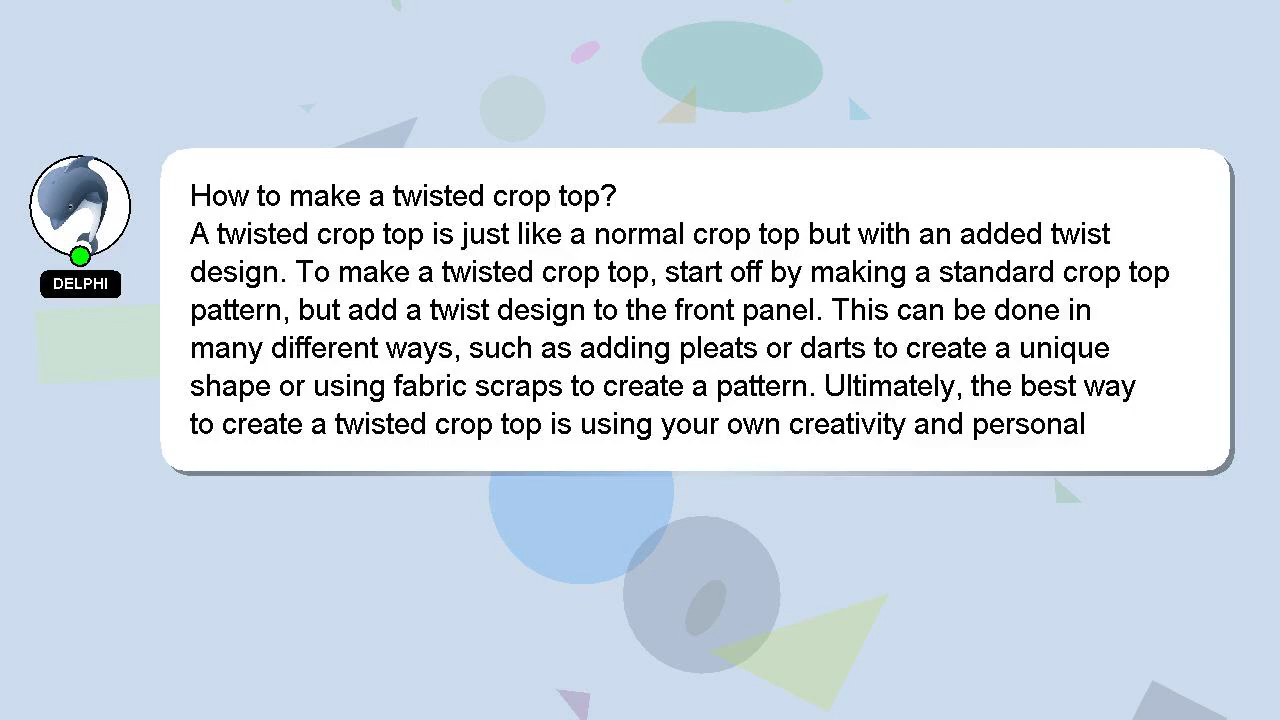 How to make a twisted crop top?
A twisted crop top is just like a normal crop top but with an added twist
design. To make a twisted crop top, start off by making a standard crop top
pattern, but add a twist design to the front panel. This can be done in
many different ways, such as adding pleats or darts to create a unique
shape or using fabric scraps to create a pattern. Ultimately, the best way
to create a twisted crop top is using your own creativity and personal
DELPHI